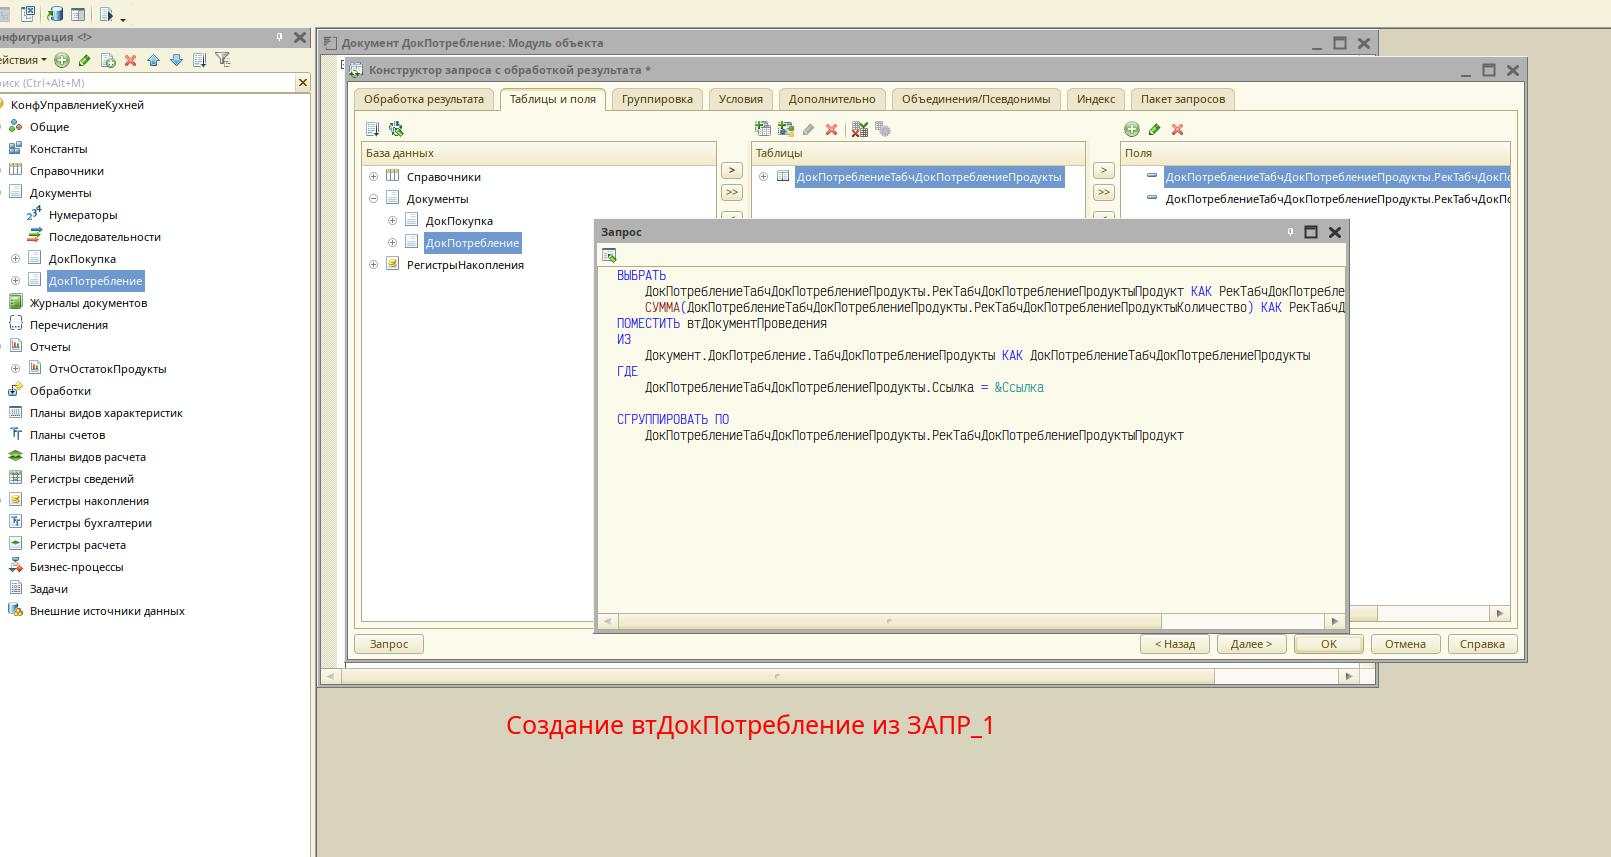 онфигурация <!>
ействия
оиск (Ctrl+Alt+M)
КонфУправлениеКухней
Общие
Константы
Справочники
Документы
Нумераторы
Последовательности
ДокПокупка
ДокПотребление
Журналы документов
Перечисления
Отчеты
ОтчОстатокПродукты
Обработки
Планы видов характеристик
Планы счетов
Планы видов расчета
Регистры сведений
Регистры накопления
Регистры бухгалтерии
Регистры расчета
Бизнес-процессы
Задачи
Внешние источники данных
Документ ДокПотребление: Модуль объекта
Конструктор запроса с обработкой результата *
Обработка результата
Таблицы и поля
Группировка
Условия
Дополнительно
Объединения/Псевдонимы
Индекс
Пакет запросов
База данных
Справочники
Документы
ДокПокупка
ДокПотребление
РегистрыНакопления
>
>>
Таблицы
ДокПотреблениеТабчДокПотреблениеПродукты
>
>>
Поля
ДокПотреблениеТабчДокПотреблениеПродукты.РекТабчДокПо
ДокПотреблениеТабчДокПотреблениеПродукты.РекТабчДокПо
Запрос
ВЫБРАТЬ
ДокПотреблениеТабчДокПотреблениеПродукты.РекТабчДокПотреблениеПродуктыПродукт КАК РекТабчДокПотребле
СУММА(ДокПотреблениеТабчДокПотреблениеПродукты.РекТабчДокПотреблениеПродуктыКоличество) КАК РекТабчД
ПОМЕСТИТЬ втДокументПроведения
ИЗ
Документ.ДокПотребление.ТабчДокПотреблениеПродукты КАК ДокПотреблениеТабчДокПотреблениеПродукты
ГДЕ
ДокПотреблениеТабчДокПотреблениеПродукты.Ссылка = &Ссылка
СГРУППИРОВАТЬ ПО
ДокПотреблениеТабчДокПотреблениеПродукты.РекТабчДокПотреблениеПродуктыПродукт
Запрос
< Назад
Далее >
OK
Отмена
Справка
Создание втДокПотребление из ЗАПР_1